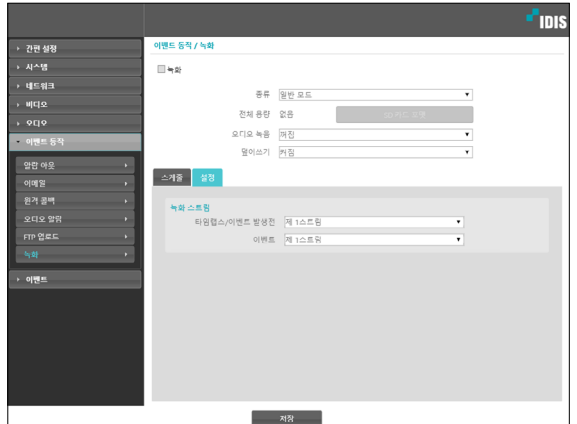 IDIS
간편 설정
시스템
네트워크
비디오
오디오
이벤트 동작
알람 아웃
이메일
원격 콜백
오디오 알람
FTP 업로드
녹화
이벤트
이벤트 동작 / 녹화
녹화
종류 일반 모드
전체 용량 없음 SD 카드 포맷
오디오 녹음 꺼짐
덮어쓰기 켜짐
스케줄 설정
녹화 스트림
타임랩스/이벤트 발생전 제 1스트림
이벤트 제 1스트림
저장